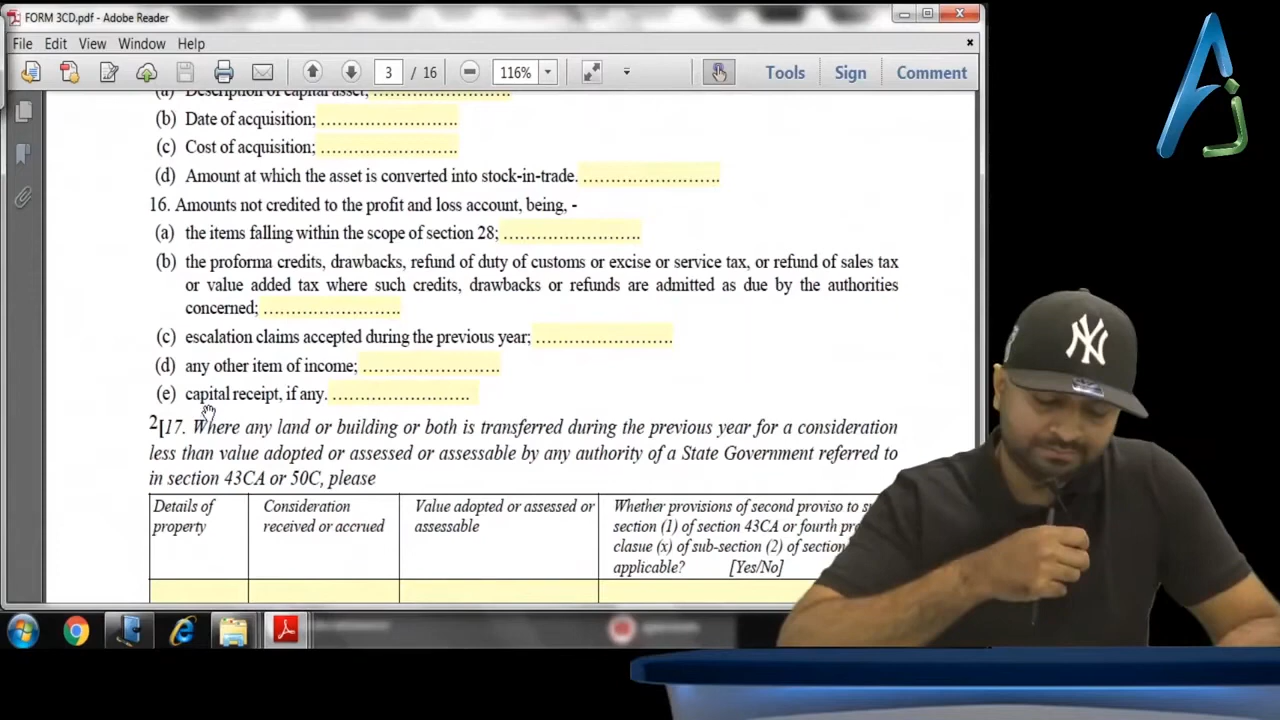 FORM 3CD.pdf - Adobe Reader
File Edit View Window Help
3 / 16 116% Tools Sign Comment
(a) Description of capital asset; ……………………….
(b) Date of acquisition; ……………………….
(c) Cost of acquisition; ……………………….
(d) Amount at which the asset is converted into stock-in-trade. ……………………….
16. Amounts not credited to the profit and loss account, being, -
(a) the items falling within the scope of section 28; ……………………….
(b) the proforma credits, drawbacks, refund of duty of customs or excise or service tax, or refund of sales tax
or value added tax where such credits, drawbacks or refunds are admitted as due by the authorities
concerned; ……………………….
(c) escalation claims accepted during the previous year; ……………………….
(d) any other item of income; ……………………….
(e) capital receipt, if any. ……………………….
2[17. Where any land or building or both is transferred during the previous year for a consideration
less than value adopted or assessed or assessable by any authority of a State Government referred to
in section 43CA or 50C, please
Details of property
Consideration received or accrued
Value adopted or assessed or assessable
Whether provisions of second proviso to
section (1) of section 43CA or fourth
clasue (x) of sub-section (2) of section
applicable? [Yes/No]
NY